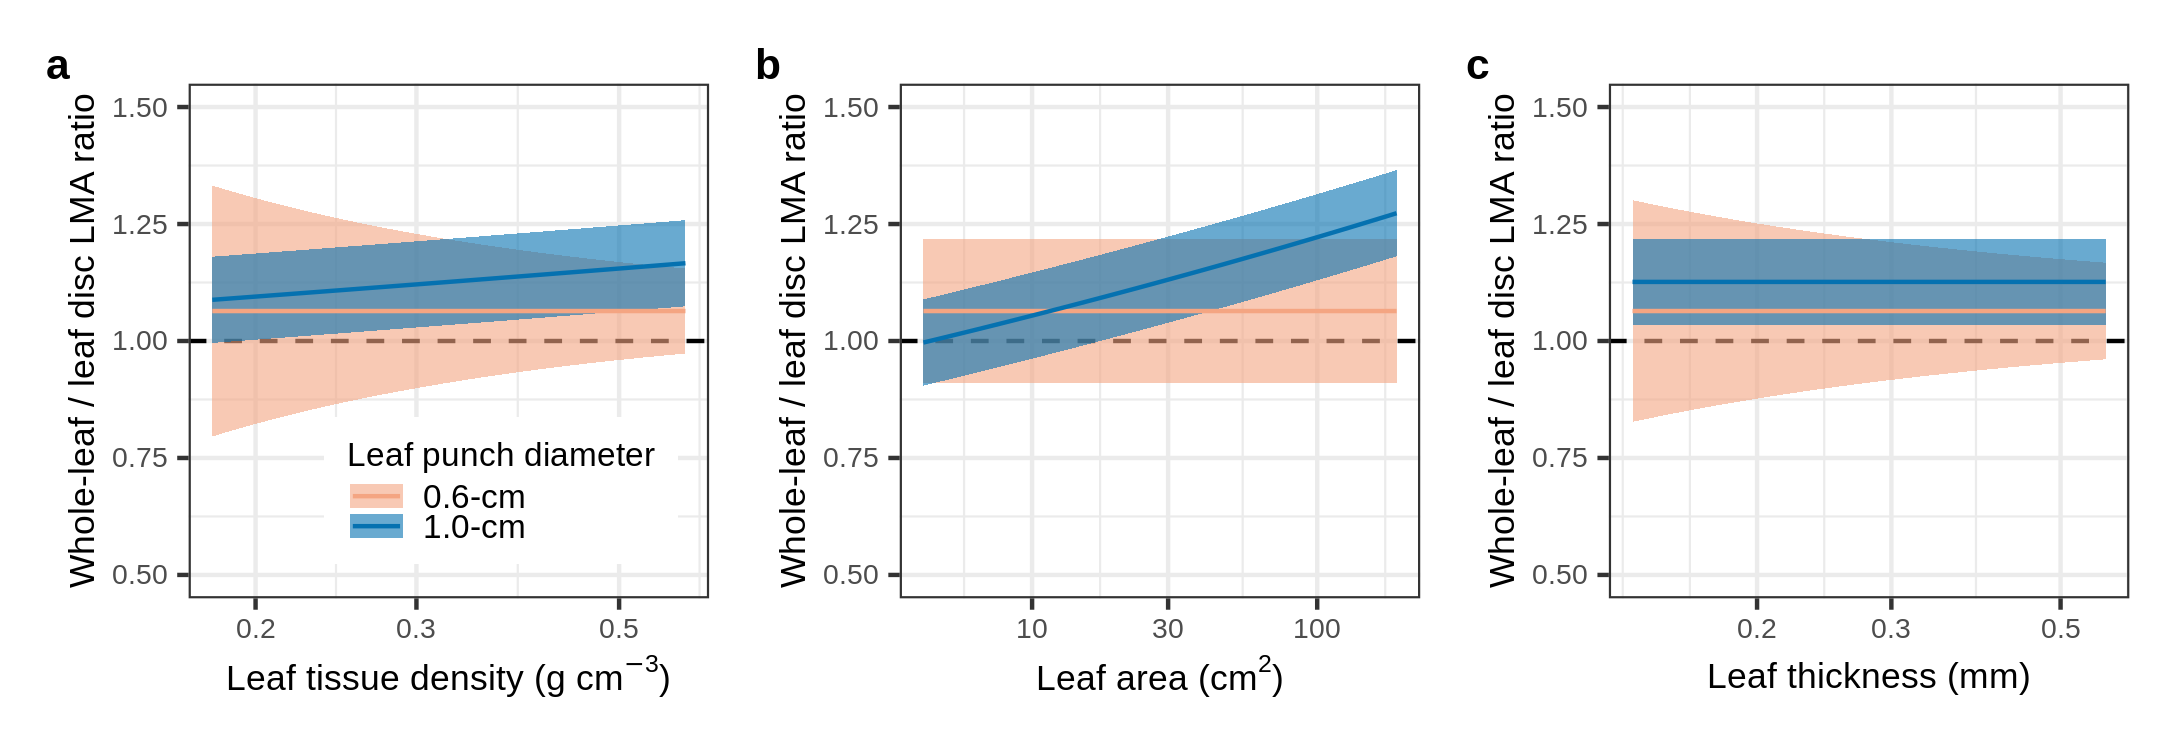 a
Whole-leaf / leaf disc LMA ratio
1.50
1.25
1.00
0.75
0.50
Leaf punch diameter
0.6-cm
1.0-cm
0.2 0.3 0.5
Leaf tissue density (g cm⁻³)
b
Whole-leaf / leaf disc LMA ratio
1.50
1.25
1.00
0.75
0.50
10 30 100
Leaf area (cm²)
c
Whole-leaf / leaf disc LMA ratio
1.50
1.25
1.00
0.75
0.50
0.2 0.3 0.5
Leaf thickness (mm)